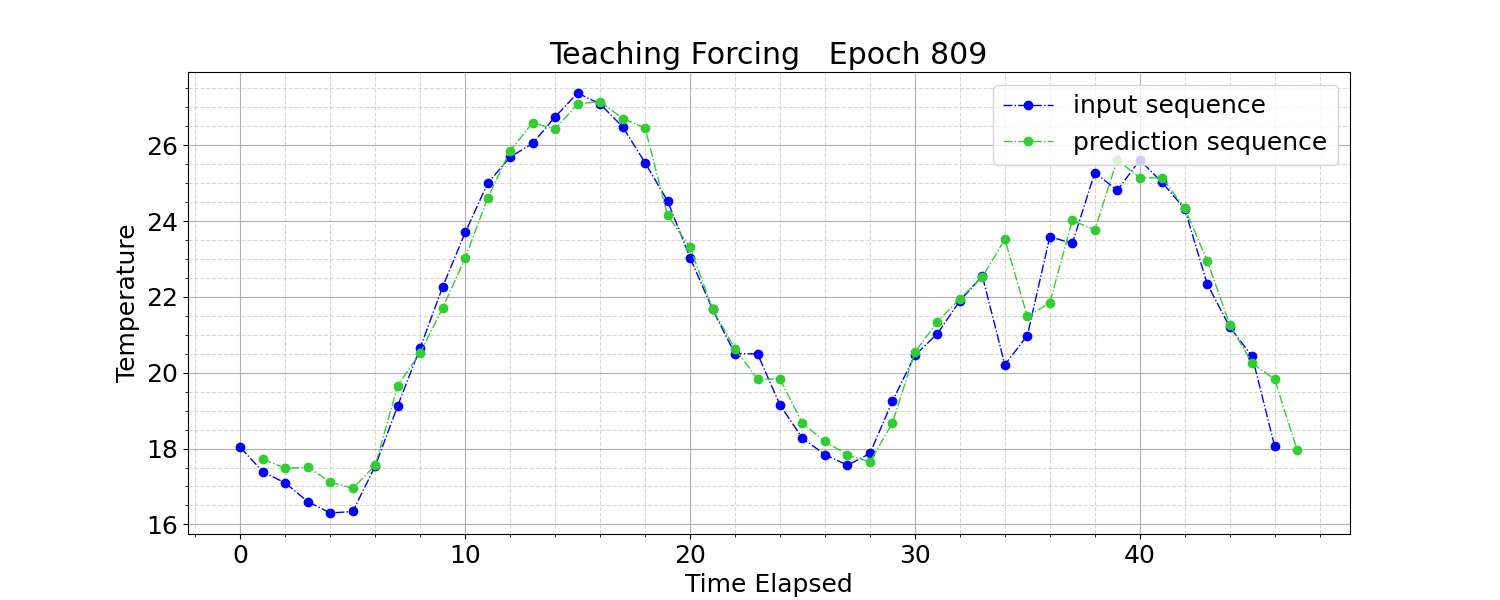 Teaching Forcing   Epoch 809
input sequence
prediction sequence
Temperature
26
24
22
20
18
16
0 10 20 30 40
Time Elapsed